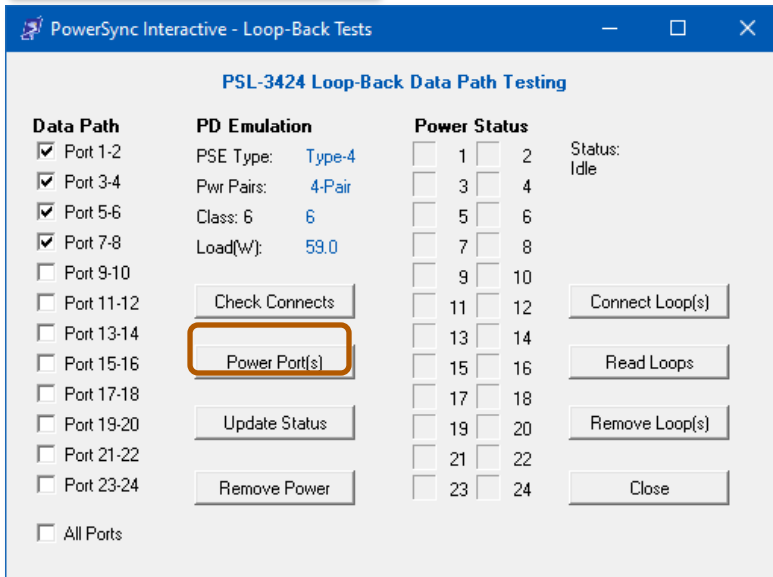 PowerSync Interactive - Loop-Back Tests
PSL-3424 Loop-Back Data Path Testing
Data Path
Port 1-2
Port 3-4
Port 5-6
Port 7-8
Port 9-10
Port 11-12
Port 13-14
Port 15-16
Port 17-18
Port 19-20
Port 21-22
Port 23-24
All Ports
PD Emulation
PSE Type: Type-4
Pwr Pairs: 4-Pair
Class: 6 6
Load(W): 59.0
Check Connects
Power Port(s)
Update Status
Remove Power
Power Status
1 2
3 4
5 6
7 8
9 10
11 12
13 14
15 16
17 18
19 20
21 22
23 24
Status:
Idle
Connect Loop(s)
Read Loops
Remove Loop(s)
Close